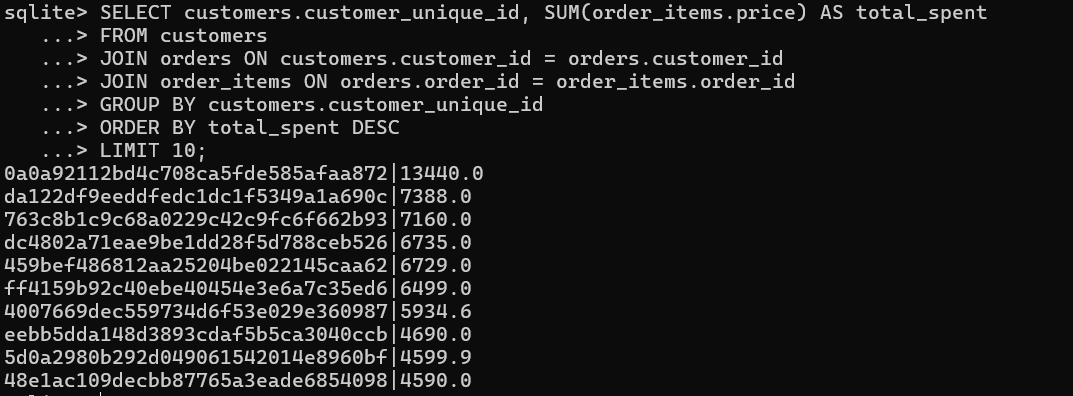 sqlite> SELECT customers.customer_unique_id, SUM(order_items.price) AS total_spent
   ...> FROM customers
   ...> JOIN orders ON customers.customer_id = orders.customer_id
   ...> JOIN order_items ON orders.order_id = order_items.order_id
   ...> GROUP BY customers.customer_unique_id
   ...> ORDER BY total_spent DESC
   ...> LIMIT 10;
0a0a92112bd4c708ca5fde585afaa872|13440.0
da122df9eeddfedc1dc1f5349a1a690c|7388.0
763c8b1c9c68a0229c42c9fc6f662b93|7160.0
dc4802a71eae9be1dd28f5d788ceb526|6735.0
459bef486812aa25204be022145caa62|6729.0
ff4159b92c40ebe40454e3e6a7c35ed6|6499.0
4007669dec559734d6f53e029e360987|5934.6
eebb5dda148d3893cdaf5b5ca3040ccb|4690.0
5d0a2980b292d049061542014e8960bf|4599.9
48e1ac109decbb87765a3eade6854098|4590.0